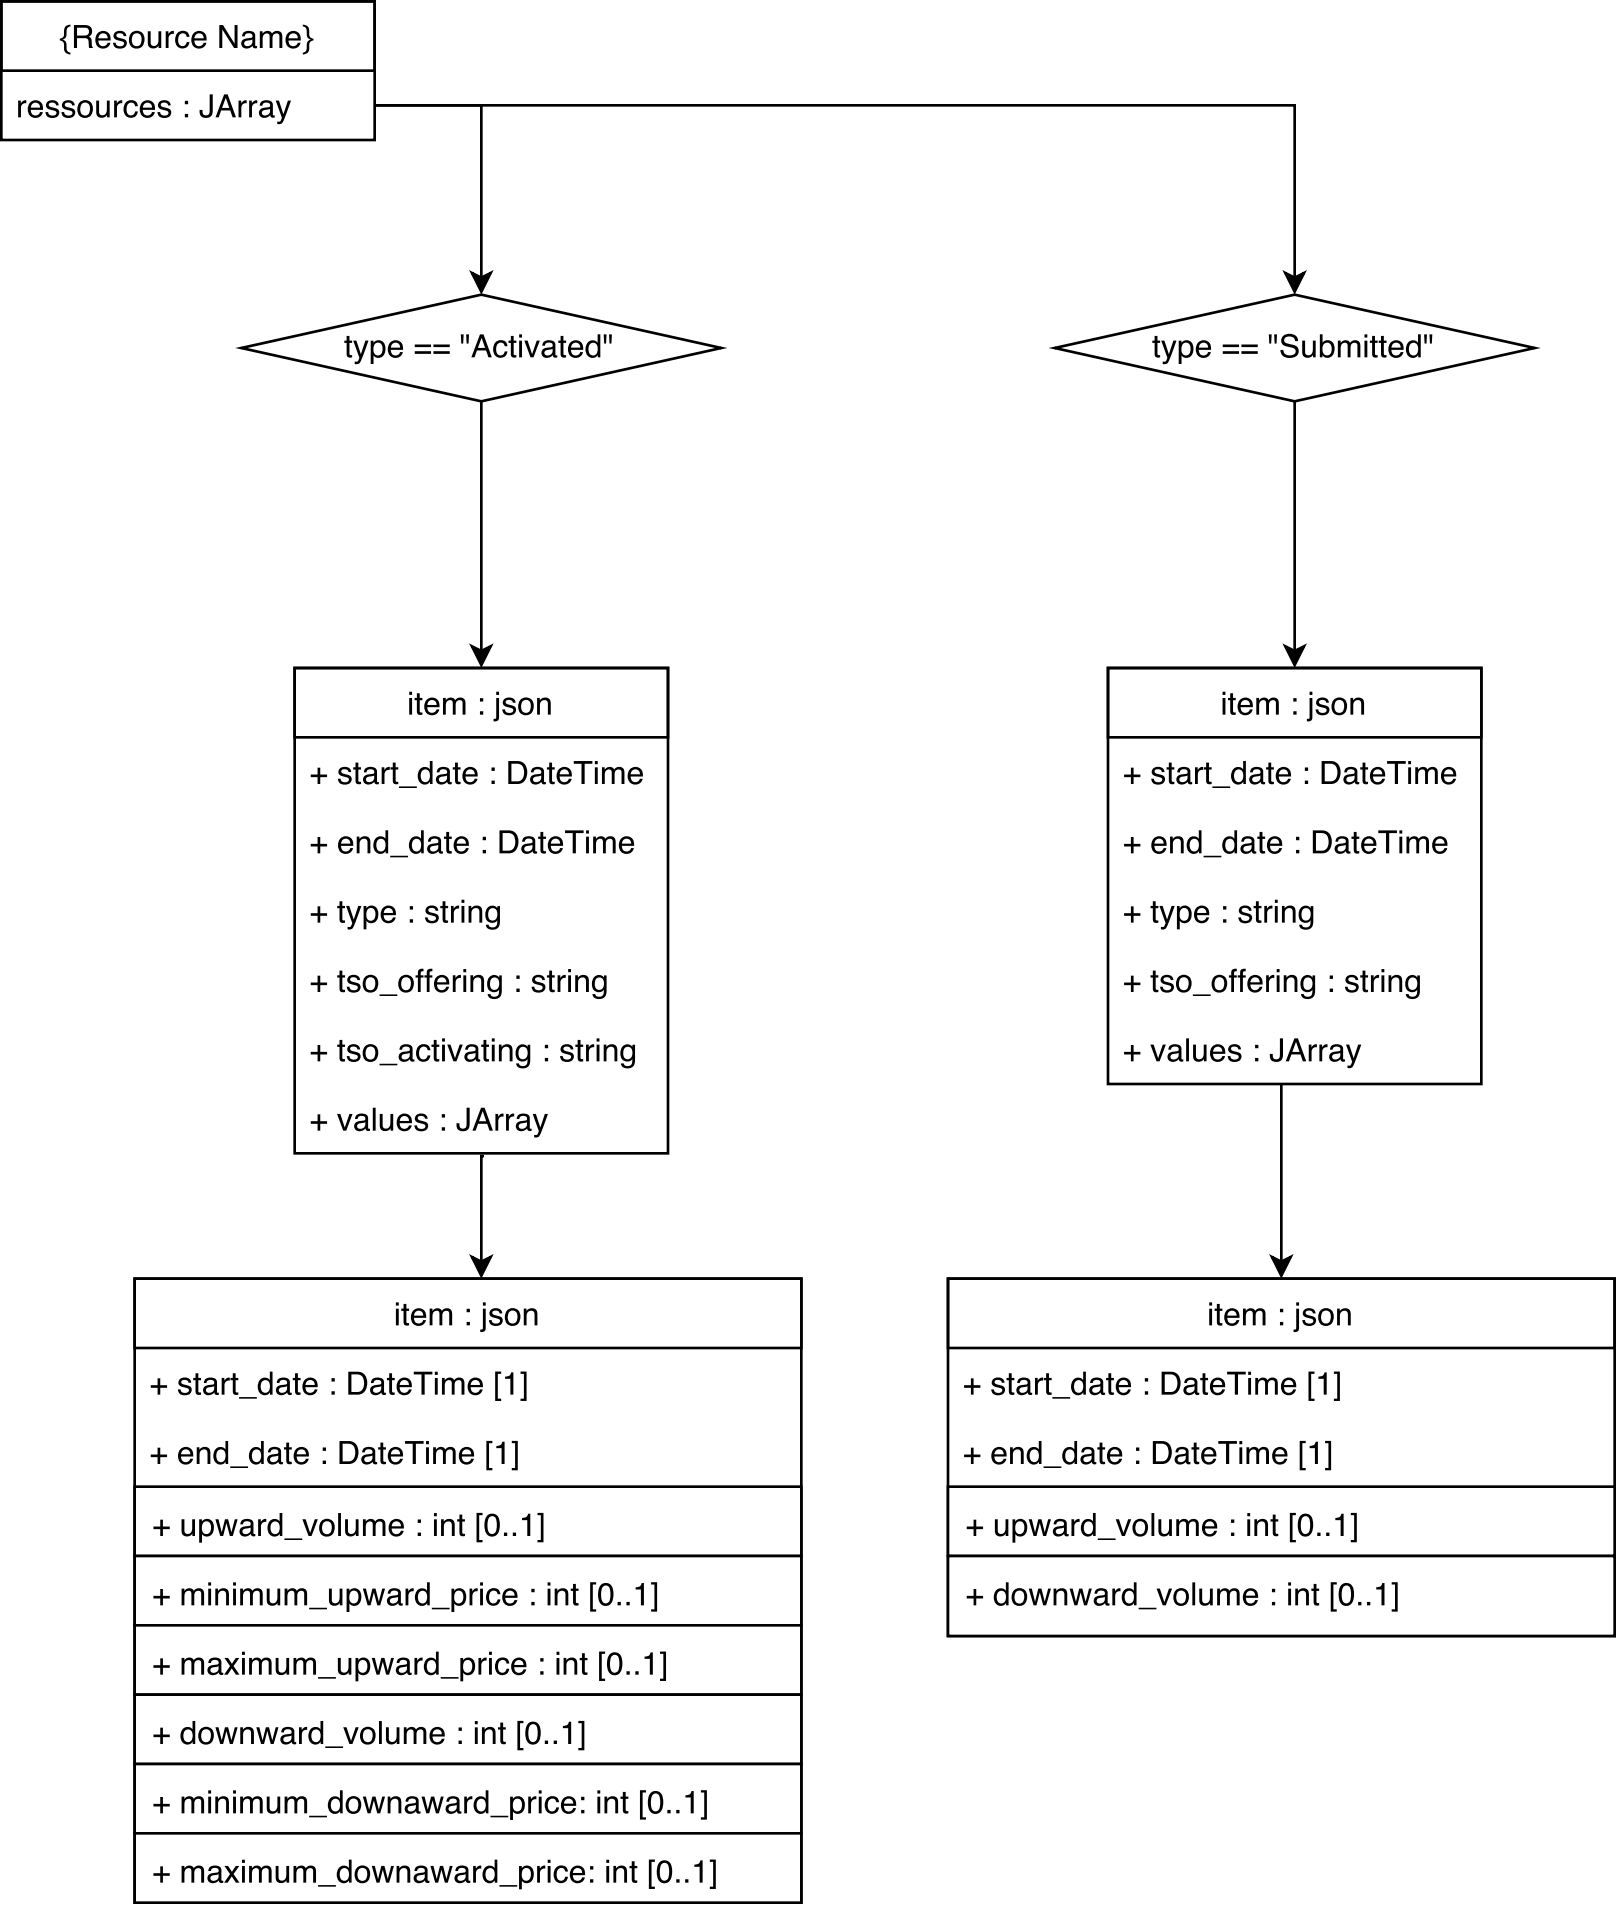 {Resource Name}
ressources : JArray
type == "Activated"
type == "Submitted"
item : json
+ start_date : DateTime
+ end_date : DateTime
+ type : string
+ tso_offering : string
+ tso_activating : string
+ values : JArray
item : json
+ start_date : DateTime
+ end_date : DateTime
+ type : string
+ tso_offering : string
+ values : JArray
item : json
+ start_date : DateTime [1]
+ end_date : DateTime [1]
+ upward_volume : int [0..1]
+ minimum_upward_price : int [0..1]
+ maximum_upward_price : int [0..1]
+ downward_volume : int [0..1]
+ minimum_downaward_price: int [0..1]
+ maximum_downaward_price: int [0..1]
item : json
+ start_date : DateTime [1]
+ end_date : DateTime [1]
+ upward_volume : int [0..1]
+ downward_volume : int [0..1]